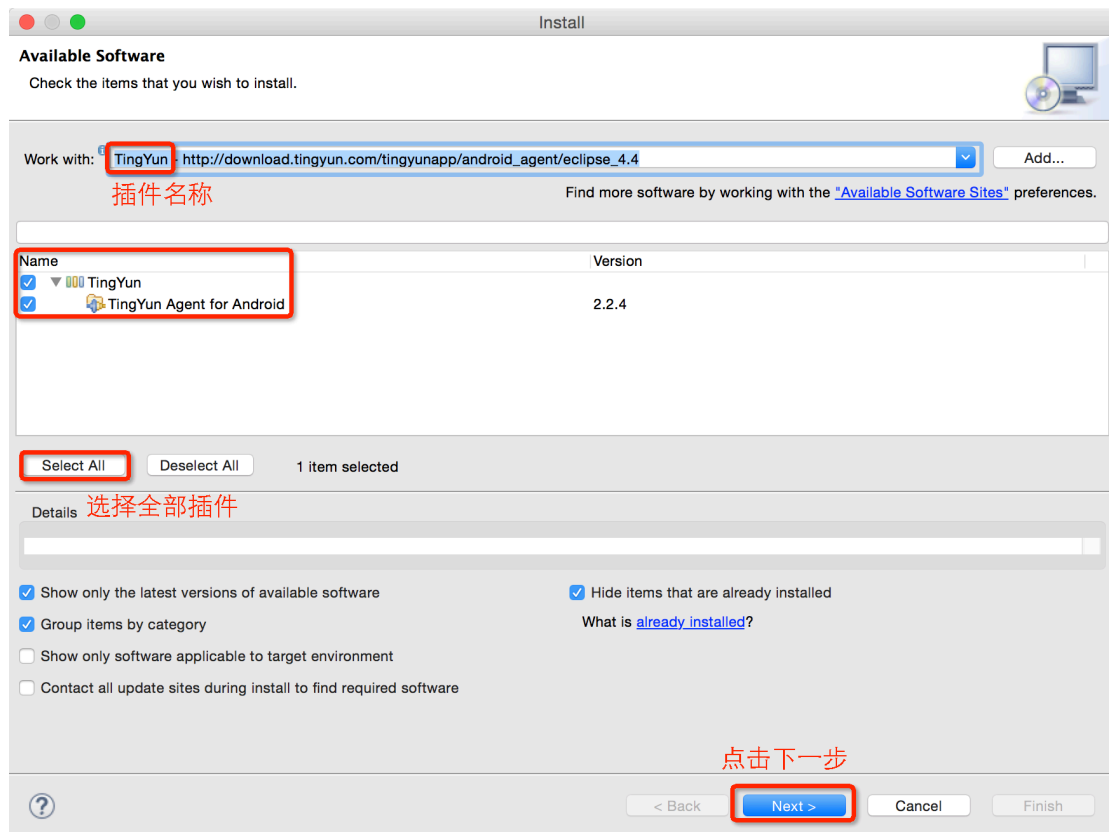 Install
Available Software
Check the items that you wish to install.
Work with: TingYun - http://download.tingyun.com/tingyunapp/android_agent/eclipse_4.4 Add...
插件名称
Find more software by working with the "Available Software Sites" preferences.
Name Version
TingYun
TingYun Agent for Android 2.2.4
Select All Deselect All 1 item selected
选择全部插件
Details
Show only the latest versions of available software Hide items that are already installed
Group items by category What is already installed?
Show only software applicable to target environment
Contact all update sites during install to find required software
点击下一步
? < Back Next > Cancel Finish